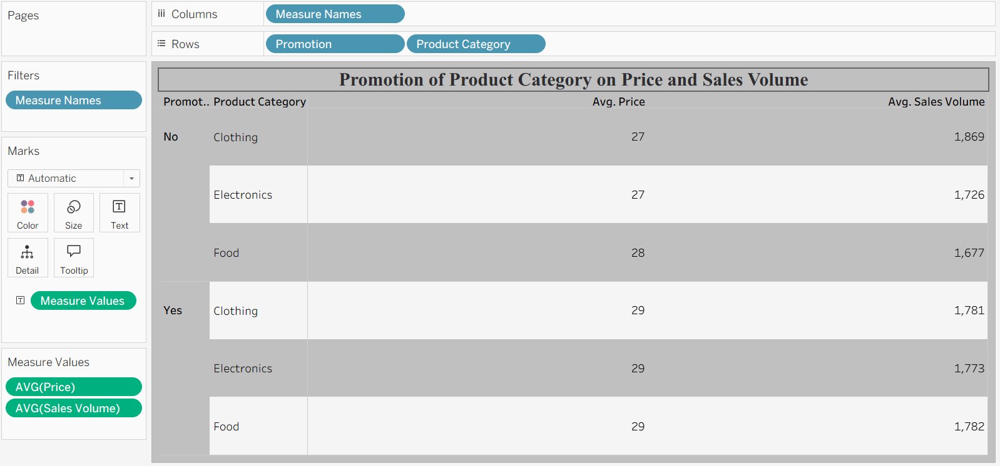 Pages
Columns
Measure Names
Rows
Promotion
Product Category
Filters
Measure Names
Marks
Automatic
Color
Size
Text
Detail
Tooltip
Measure Values
Measure Values
AVG(Price)
AVG(Sales Volume)
Promotion of Product Category on Price and Sales Volume
Promot.. Product Category Avg. Price Avg. Sales Volume
No Clothing 27 1,869
Electronics 27 1,726
Food 28 1,677
Yes Clothing 29 1,781
Electronics 29 1,773
Food 29 1,782